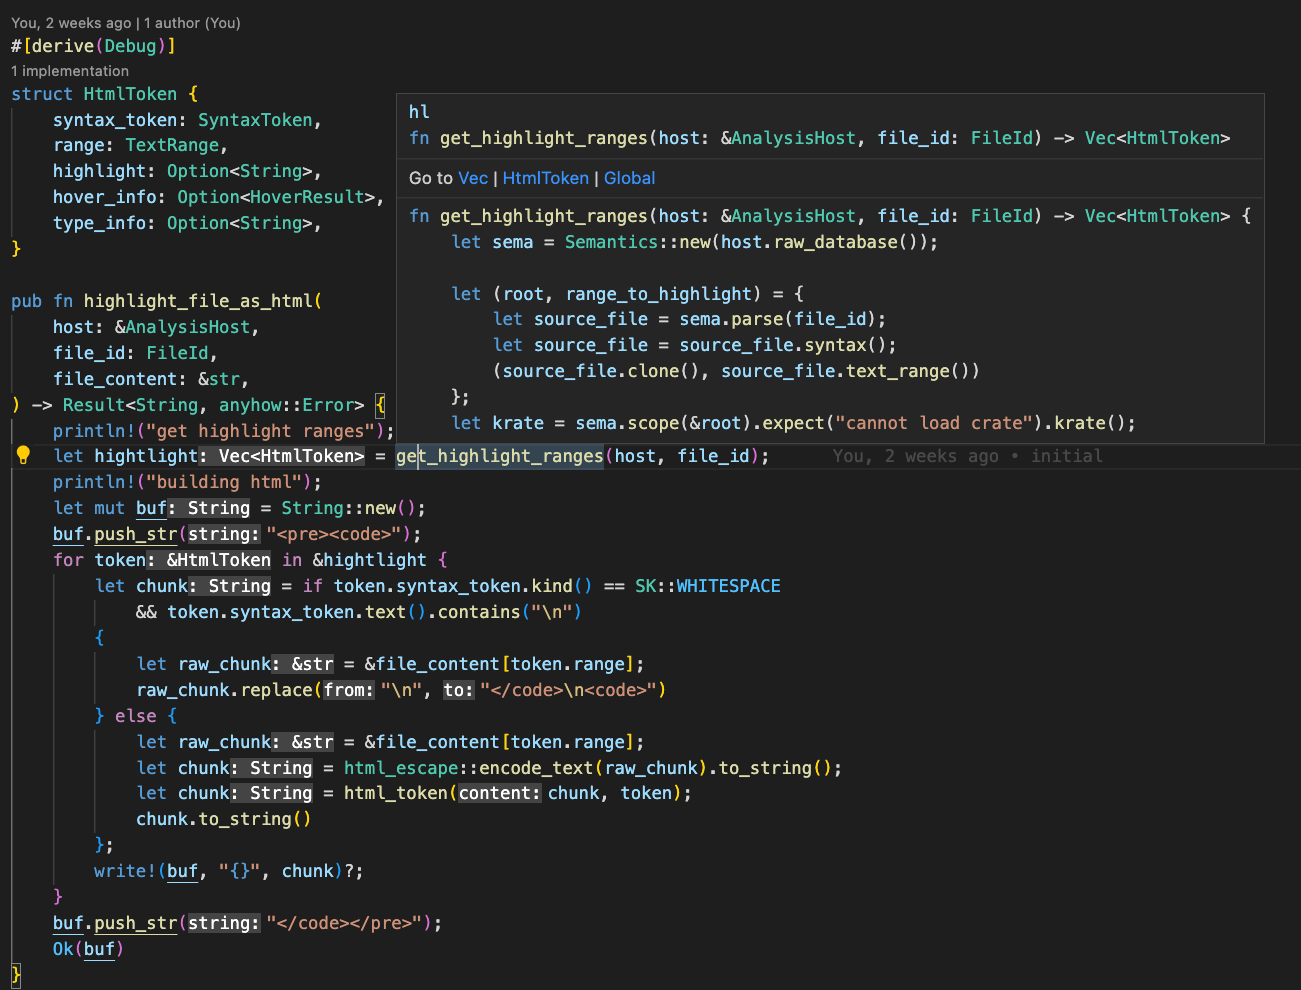 You, 2 weeks ago | 1 author (You)
#[derive(Debug)]
1 implementation
struct HtmlToken {
    syntax_token: SyntaxToken,
    range: TextRange,
    highlight: Option<String>,
    hover_info: Option<HoverResult>,
    type_info: Option<String>,
}
hl
fn get_highlight_ranges(host: &AnalysisHost, file_id: FileId) -> Vec<HtmlToken>
Go to Vec | HtmlToken | Global
fn get_highlight_ranges(host: &AnalysisHost, file_id: FileId) -> Vec<HtmlToken> {
    let sema = Semantics::new(host.raw_database());
    let (root, range_to_highlight) = {
        let source_file = sema.parse(file_id);
        let source_file = source_file.syntax();
        (source_file.clone(), source_file.text_range())
    };
    let krate = sema.scope(&root).expect("cannot load crate").krate();
pub fn highlight_file_as_html(
    host: &AnalysisHost,
    file_id: FileId,
    file_content: &str,
) -> Result<String, anyhow::Error> {
    println!("get highlight ranges");
    let hightlight: Vec<HtmlToken> = get_highlight_ranges(host, file_id);     You, 2 weeks ago • initial
    println!("building html");
    let mut buf: String = String::new();
    buf.push_str(string: "<pre><code>");
    for token: &HtmlToken in &hightlight {
        let chunk: String = if token.syntax_token.kind() == SK::WHITESPACE
            && token.syntax_token.text().contains("\n")
        {
            let raw_chunk: &str = &file_content[token.range];
            raw_chunk.replace(from: "\n", to: "</code>\n<code>")
        } else {
            let raw_chunk: &str = &file_content[token.range];
            let chunk: String = html_escape::encode_text(raw_chunk).to_string();
            let chunk: String = html_token(content: chunk, token);
            chunk.to_string()
        };
        write!(buf, "{}", chunk)?;
    }
    buf.push_str(string: "</code></pre>");
    Ok(buf)
}